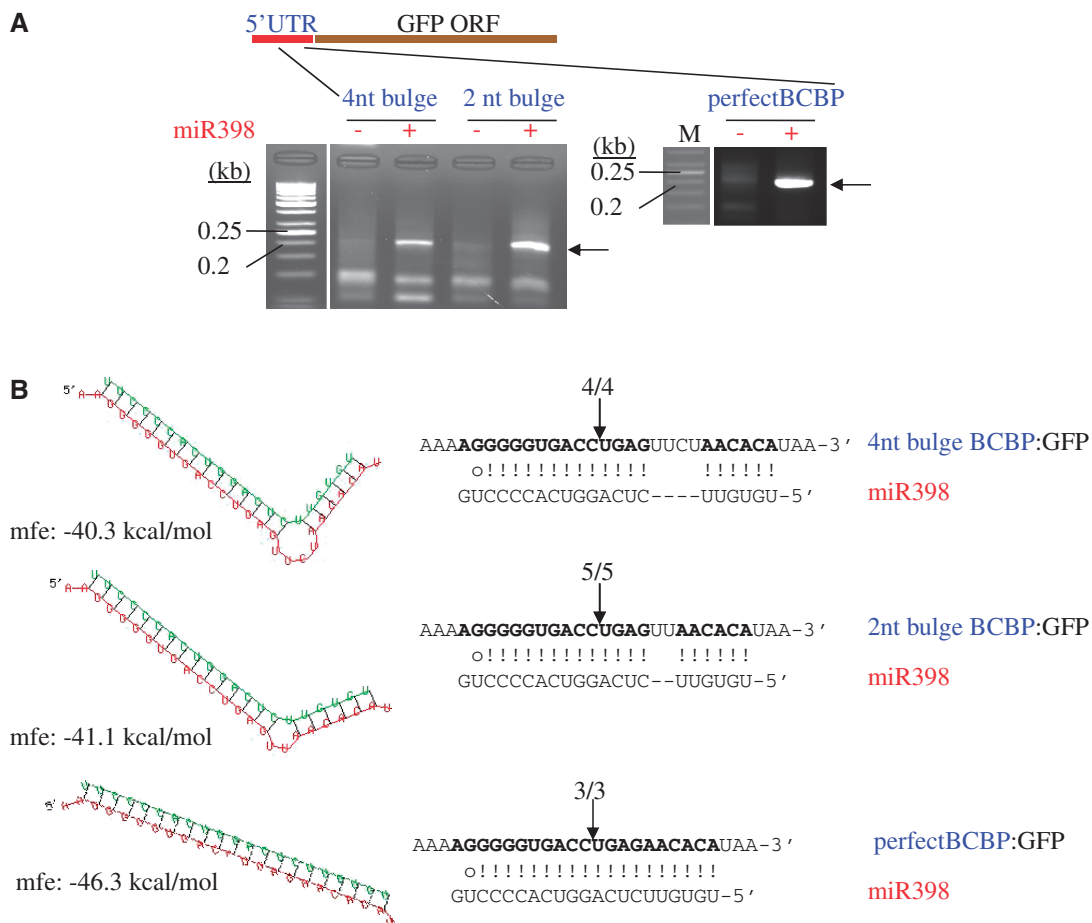 A
5'UTR GFP ORF
4nt bulge 2 nt bulge perfectBCBP
miR398 - + - + M - +
(kb) (kb)
0.25 0.25
0.2 0.2
B
5'
mfe: -40.3 kcal/mol
4/4
AAAAGGGGGUGACCUGAGUUCUAACACAUAA-3' 4nt bulge BCBP:GFP
o!!!!!!!!!!!!! !!!!!!
GUCCCCACUGGACUC----UUGUGU-5' miR398
5'
mfe: -41.1 kcal/mol
5/5
AAAAGGGGGUGACCUGAGUUAACACAUAA-3' 2nt bulge BCBP:GFP
o!!!!!!!!!!!!! !!!!!!
GUCCCCACUGGACUC--UUGUGU-5' miR398
5'
mfe: -46.3 kcal/mol
3/3
AAAAGGGGGUGACCUGAGAACACAUAA-3' perfectBCBP:GFP
o!!!!!!!!!!!!!!!!!!!
GUCCCCACUGGACUCUUGUGU-5' miR398